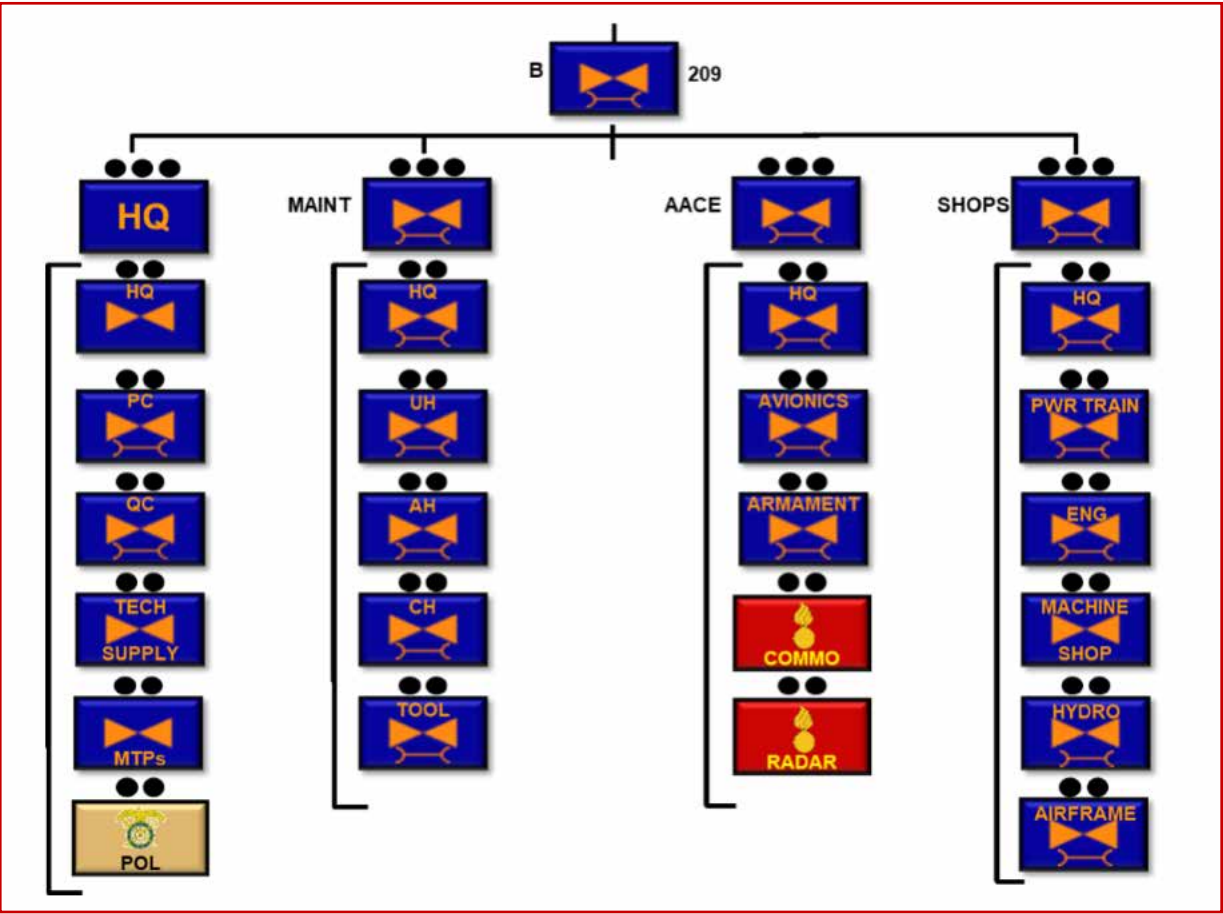 B
209
HQ
HQ
PC
QC
TECH
SUPPLY
MTPs
POL
MAINT
HQ
UH
AH
CH
TOOL
AACE
HQ
AVIONICS
ARMAMENT
COMMO
RADAR
SHOPS
HQ
PWR TRAIN
ENG
MACHINE
SHOP
HYDRO
AIRFRAME